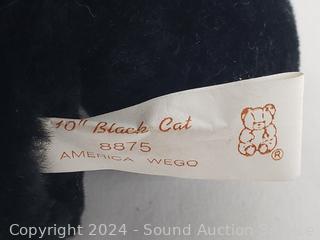 10" Black Cat
8875
AMERICA WEGO
®
Copyright 2024 - Sound Auction Service